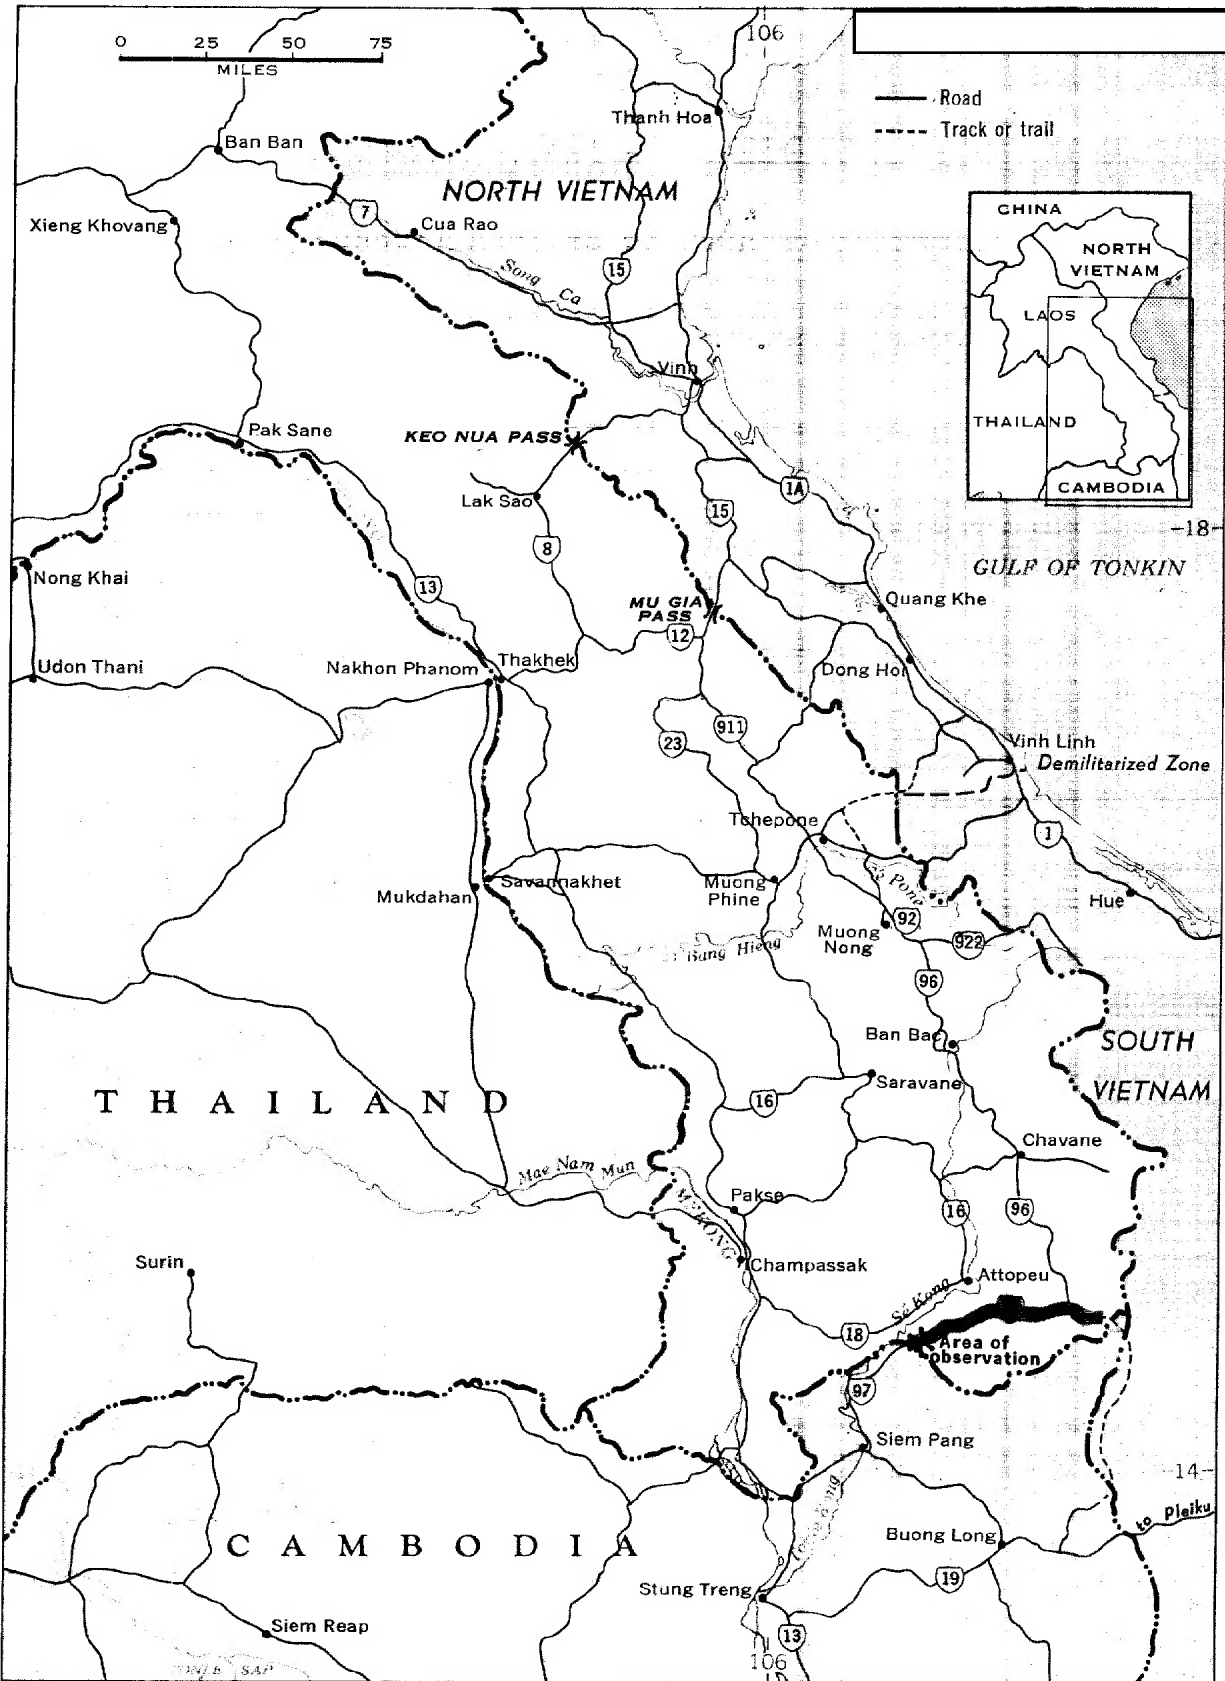 0 25 50 75
MILES
106
Road
Track or trail
Thanh Hoa
Ban Ban
NORTH VIETNAM
CHINA
NORTH
VIETNAM
LAOS
THAILAND
CAMBODIA
Xieng Khovang
7
Cua Rao
15
Song Ca
Vinh
Pak Sane
KEO NUA PASS
Lak Sao
1A
15
18
8
GULF OF TONKIN
Nong Khai
13
MU GIA
PASS
Quang Khe
12
Udon Thani
Nakhon Phanom
Thakhek
Dong Hoi
23
911
Vinh Linh
Demilitarized Zone
Tchepone
1
Mukdahan
Savannakhet
Muong
Phine
Pone
Hue
92
Muong
Nong
922
Bang Hieng
96
Ban Bac
SOUTH
VIETNAM
Saravane
THAILAND
16
Chavane
Mae Nam Mun
MEKONG
Pakse
16
96
Surin
Champassak
Attopeu
Sé Kong
18
Area of
observation
97
Siem Pang
14
CAMBODIA
Buong Long
to Pleiku
19
Stung Treng
Siem Reap
13
106
SAP